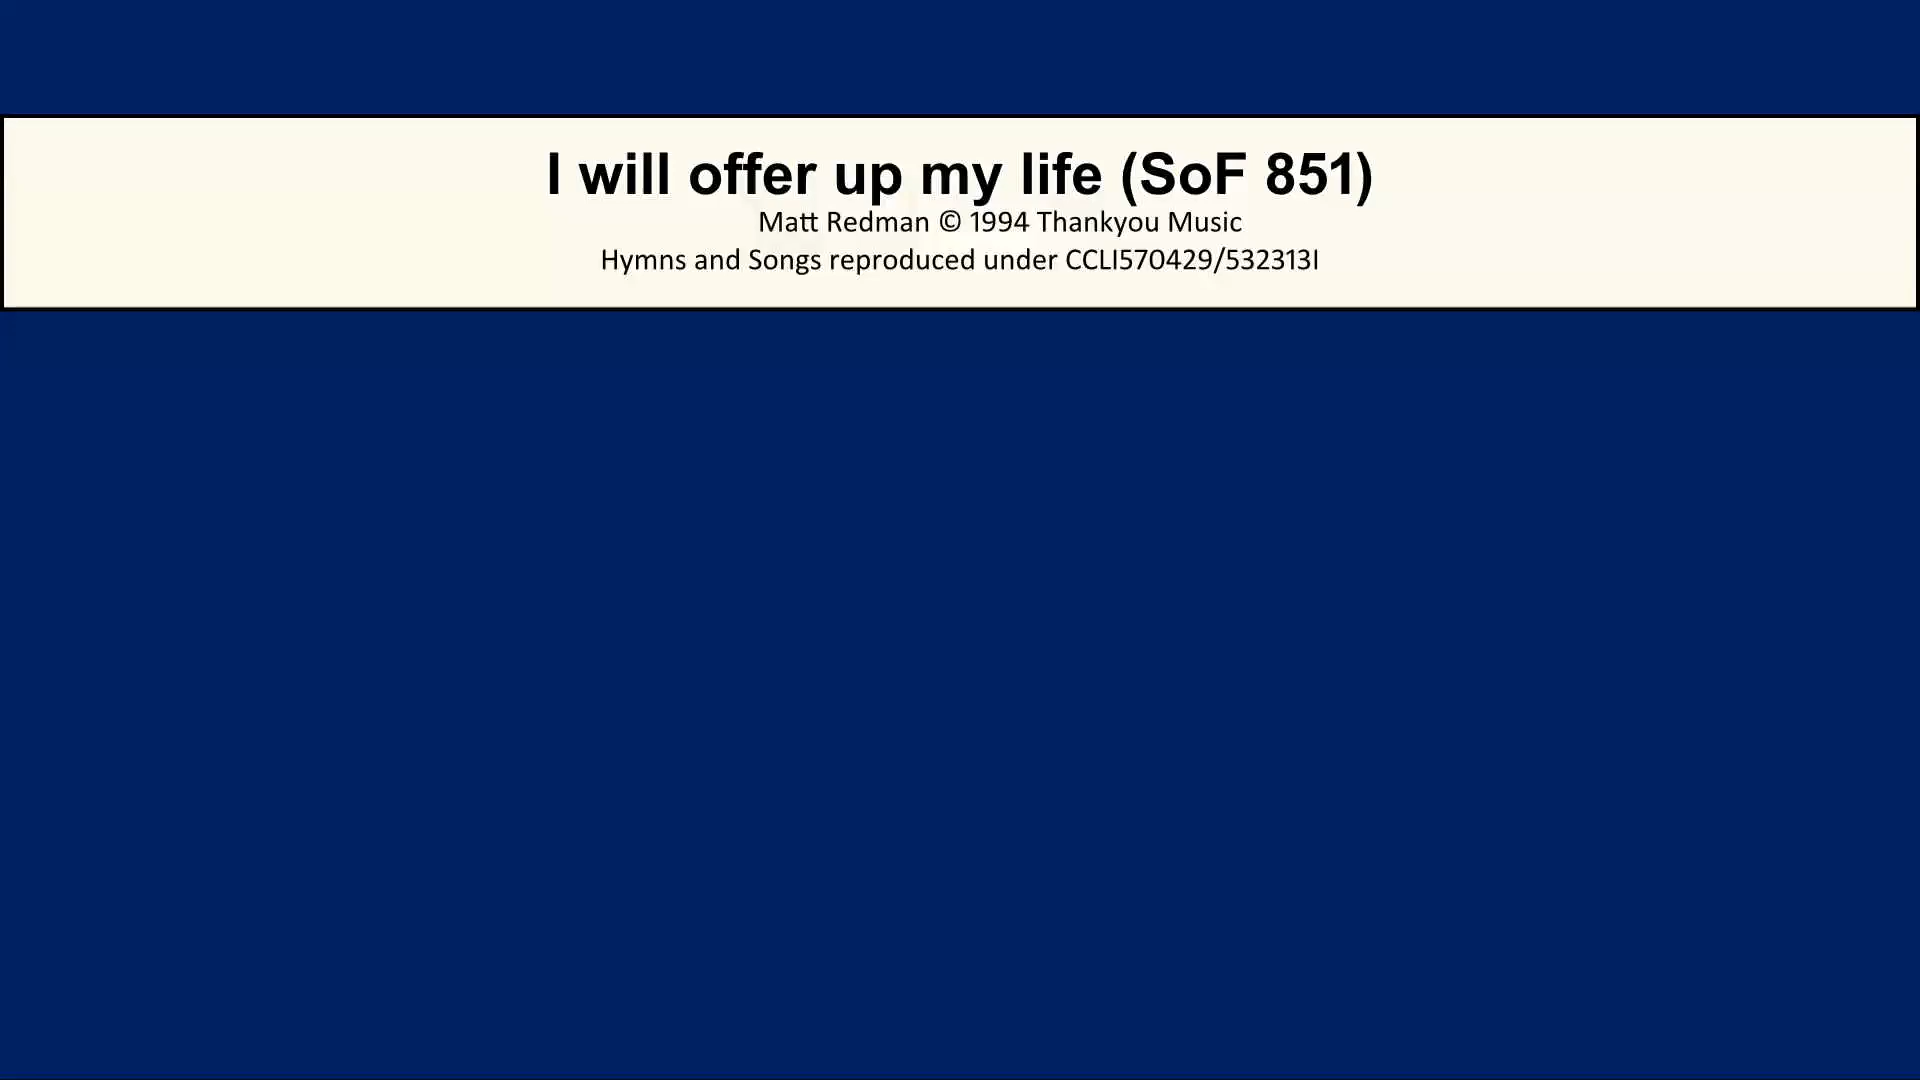 I will offer up my life (SoF 851)
Matt Redman © 1994 Thankyou Music
Hymns and Songs reproduced under CCLI570429/532313I